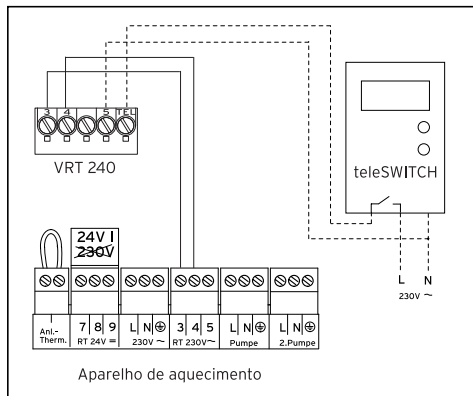 3 4 5 TEL
VRT 240
teleSWITCH
L N
230V ~
24V I
230V
Anl.-
Therm.
7 8 9
RT 24V =
L N ⏚
230V ~
3 4 5
RT 230V~
L N ⏚
Pumpe
L N ⏚
2.Pumpe
Aparelho de aquecimento